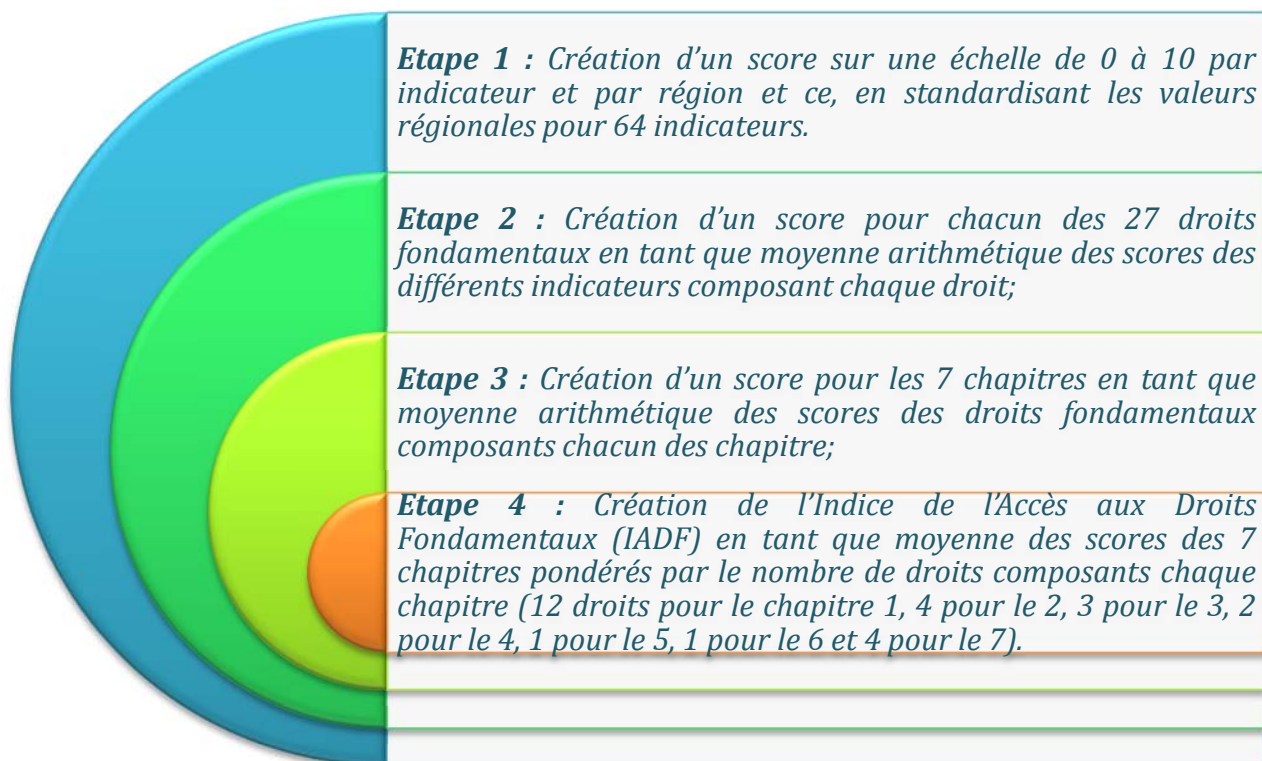 Etape 1 : Création d’un score sur une échelle de 0 à 10 par
indicateur et par région et ce, en standardisant les valeurs
régionales pour 64 indicateurs.
Etape 2 : Création d’un score pour chacun des 27 droits
fondamentaux en tant que moyenne arithmétique des scores des
différents indicateurs composant chaque droit;
Etape 3 : Création d’un score pour les 7 chapitres en tant que
moyenne arithmétique des scores des droits fondamentaux
composants chacun des chapitre;
Etape 4 : Création de l’Indice de l’Accès aux Droits
Fondamentaux (IADF) en tant que moyenne des scores des 7
chapitres pondérés par le nombre de droits composants chaque
chapitre (12 droits pour le chapitre 1, 4 pour le 2, 3 pour le 3, 2
pour le 4, 1 pour le 5, 1 pour le 6 et 4 pour le 7).